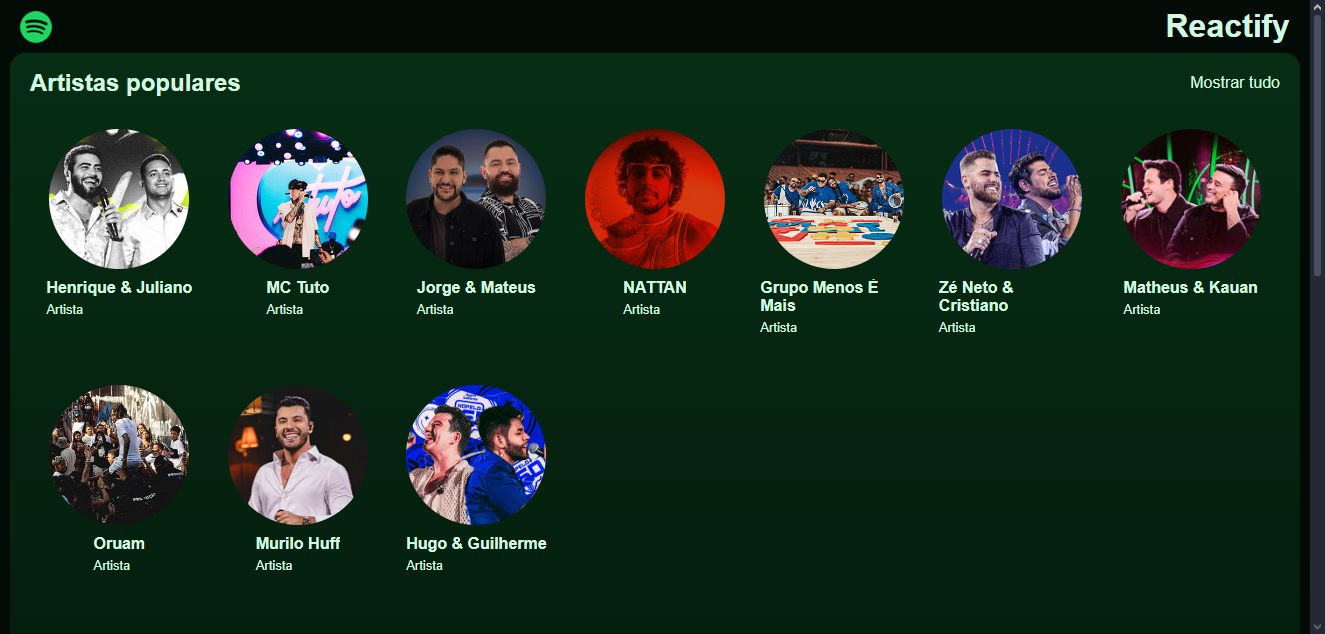 Reactify
Artistas populares
Mostrar tudo
Henrique & Juliano
Artista
MC Tuto
Artista
Jorge & Mateus
Artista
NATTAN
Artista
Grupo Menos É
Mais
Artista
Zé Neto &
Cristiano
Artista
Matheus & Kauan
Artista
Oruam
Artista
Murilo Huff
Artista
Hugo & Guilherme
Artista